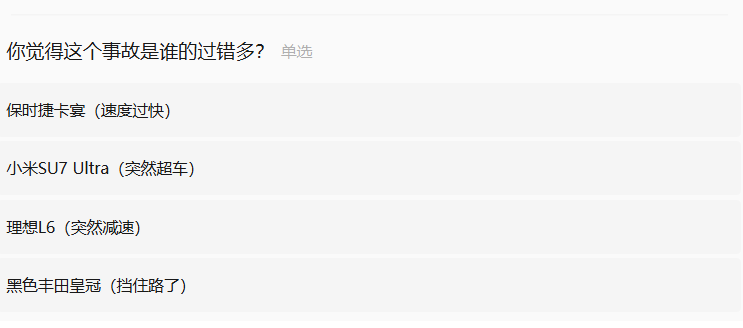 你觉得这个事故是谁的过错多? 单选
保时捷卡宴（速度过快）
小米SU7 Ultra（突然超车）
理想L6（突然减速）
黑色丰田皇冠（挡住路了）